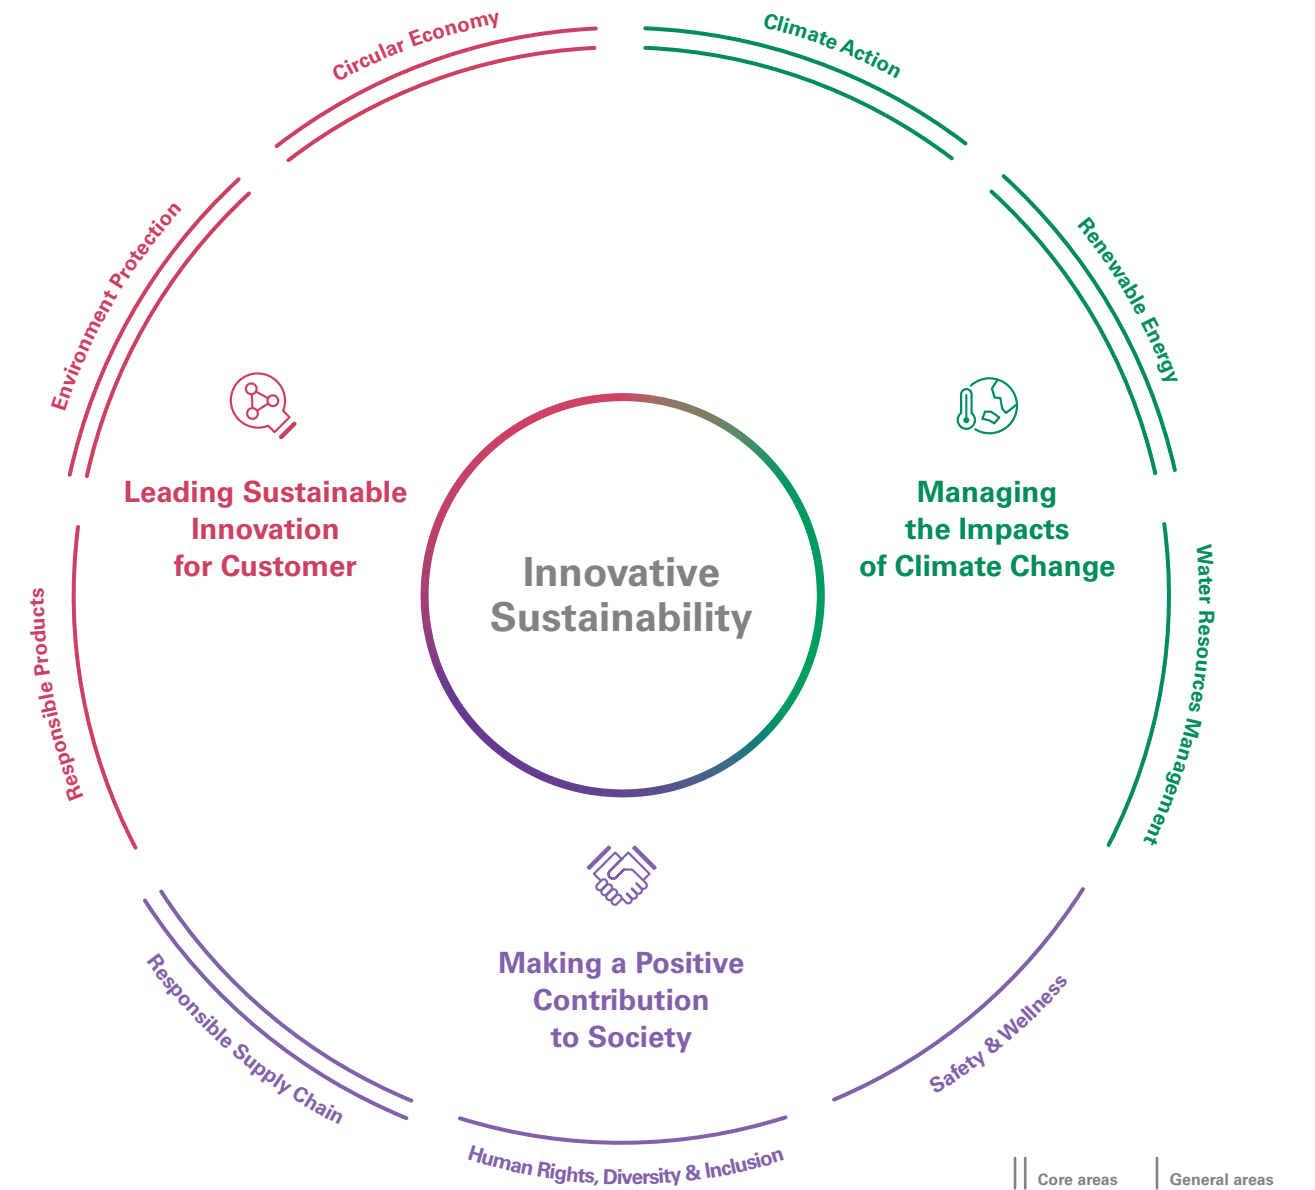 Circular Economy
Climate Action
Environment Protection
Renewable Energy
Leading Sustainable
Innovation
for Customer
Managing
the Impacts
of Climate Change
Innovative
Sustainability
Responsible Products
Water Resources Management
Making a Positive
Contribution
to Society
Responsible Supply Chain
Safety & Wellness
Human Rights, Diversity & Inclusion
Core areas
General areas